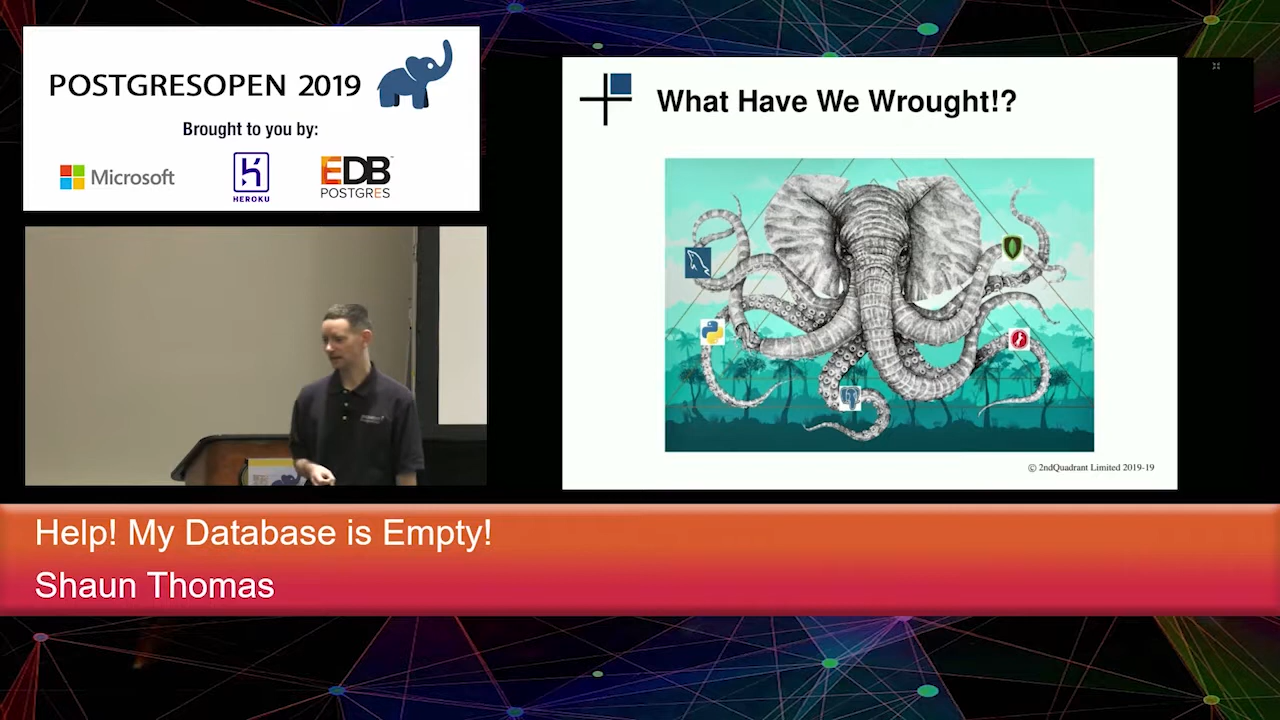 POSTGRESOPEN 2019
Brought to you by:
Microsoft
HEROKU
EDB
POSTGRES
What Have We Wrought!?
© 2ndQuadrant Limited 2019-19
Help! My Database is Empty!
Shaun Thomas